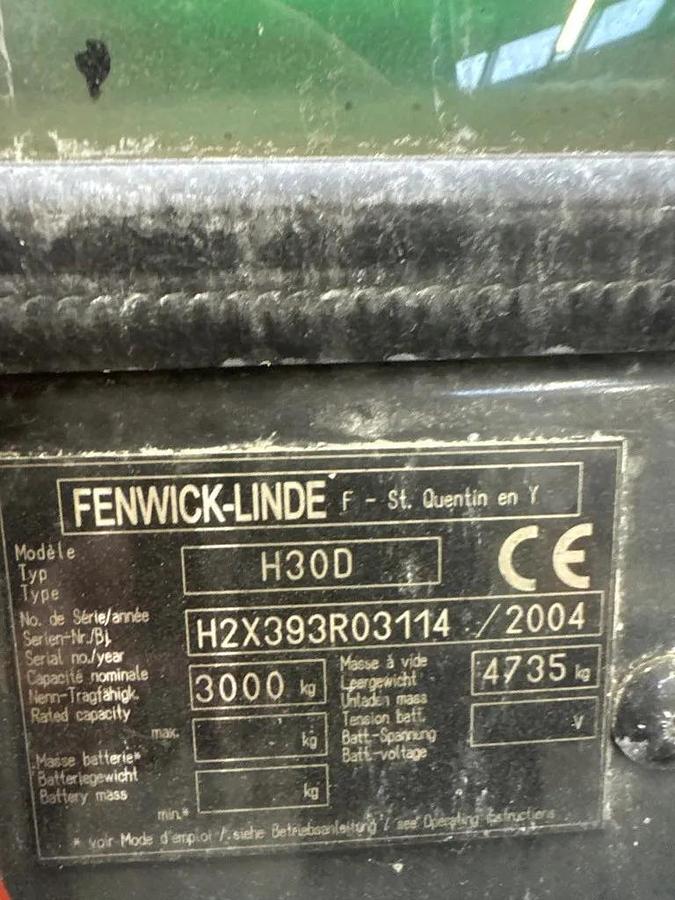 FENWICK-LINDE F - St. Quentin en Y
CE
Modèle
Typ
Type
H30D
No. de Série/année
Serien-Nr./Bj.
Serial no./year
H2X393R03114 / 2004
Capacité nominale
Nenn-Tragfähigk.
Rated capacity
3000 kg
Masse à vide
Leergewicht
Unladen mass
4735 kg
max. kg
Tension batt.
Batt.-Spannung
Batt.-voltage
V
Masse batterie*
Batteriegewicht
Battery mass
kg
min.*
* voir Mode d'emploi / siehe Betriebsanleitung / see Operating Instructions